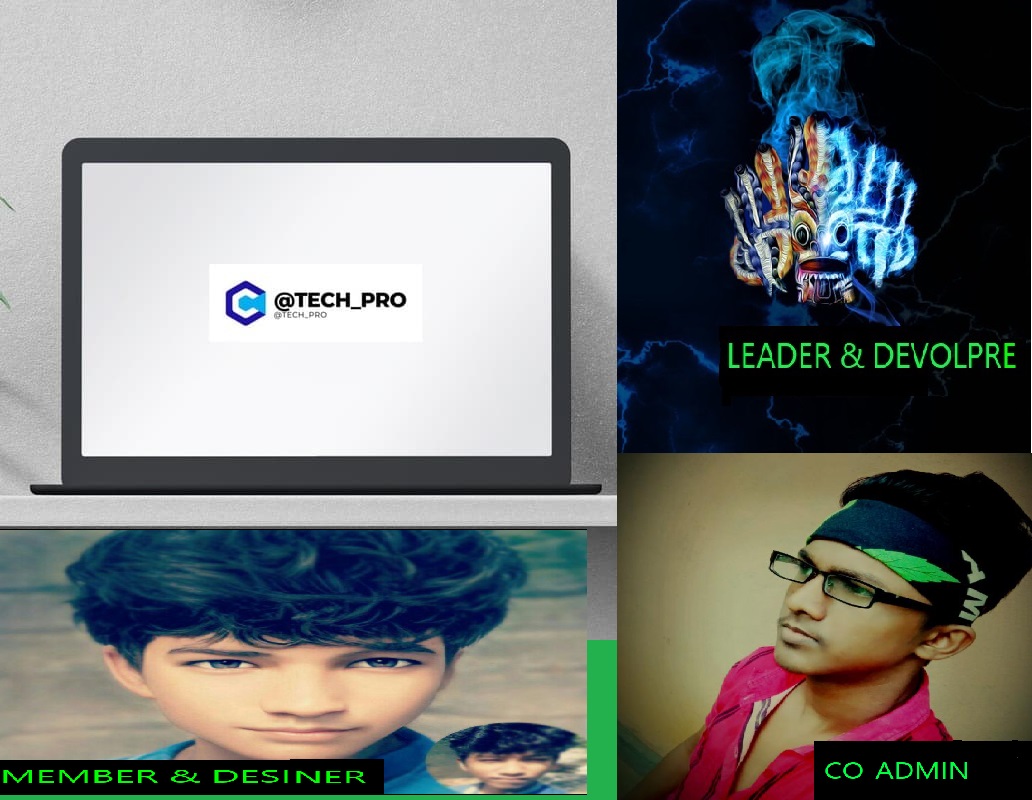 @TECH_PRO
@TECH_PRO
LEADER & DEVOLPRE
MEMBER & DESINER
CO ADMIN